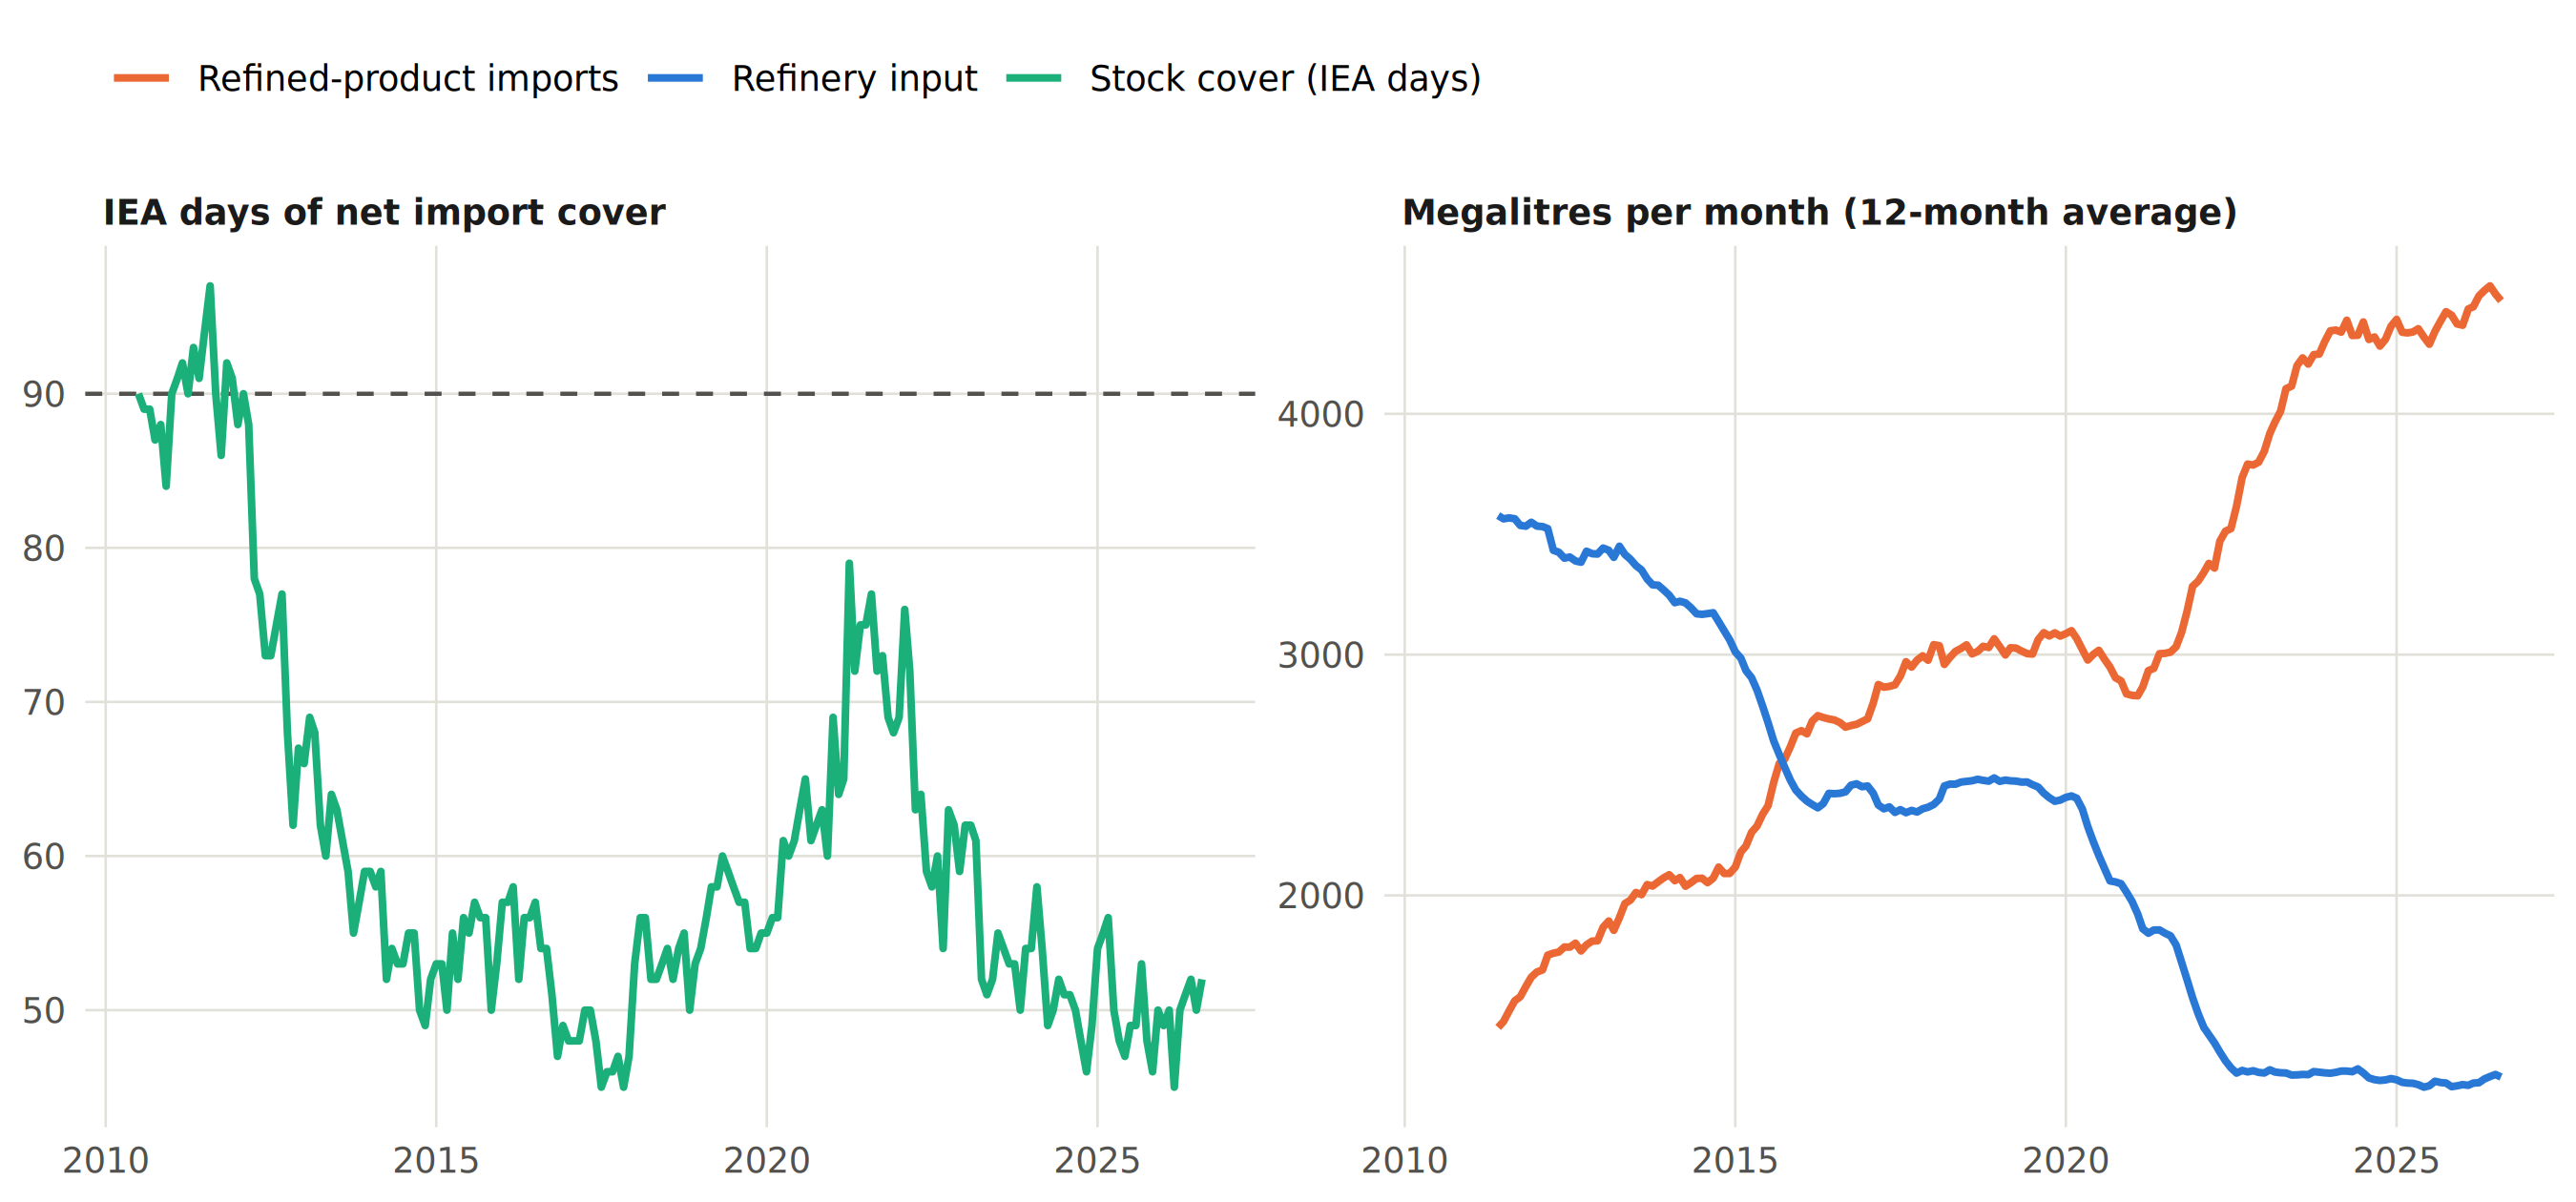 Refined-product imports Refinery input Stock cover (IEA days)
IEA days of net import cover
90
80
70
60
50
2010 2015 2020 2025
Megalitres per month (12-month average)
4000
3000
2000
2010 2015 2020 2025